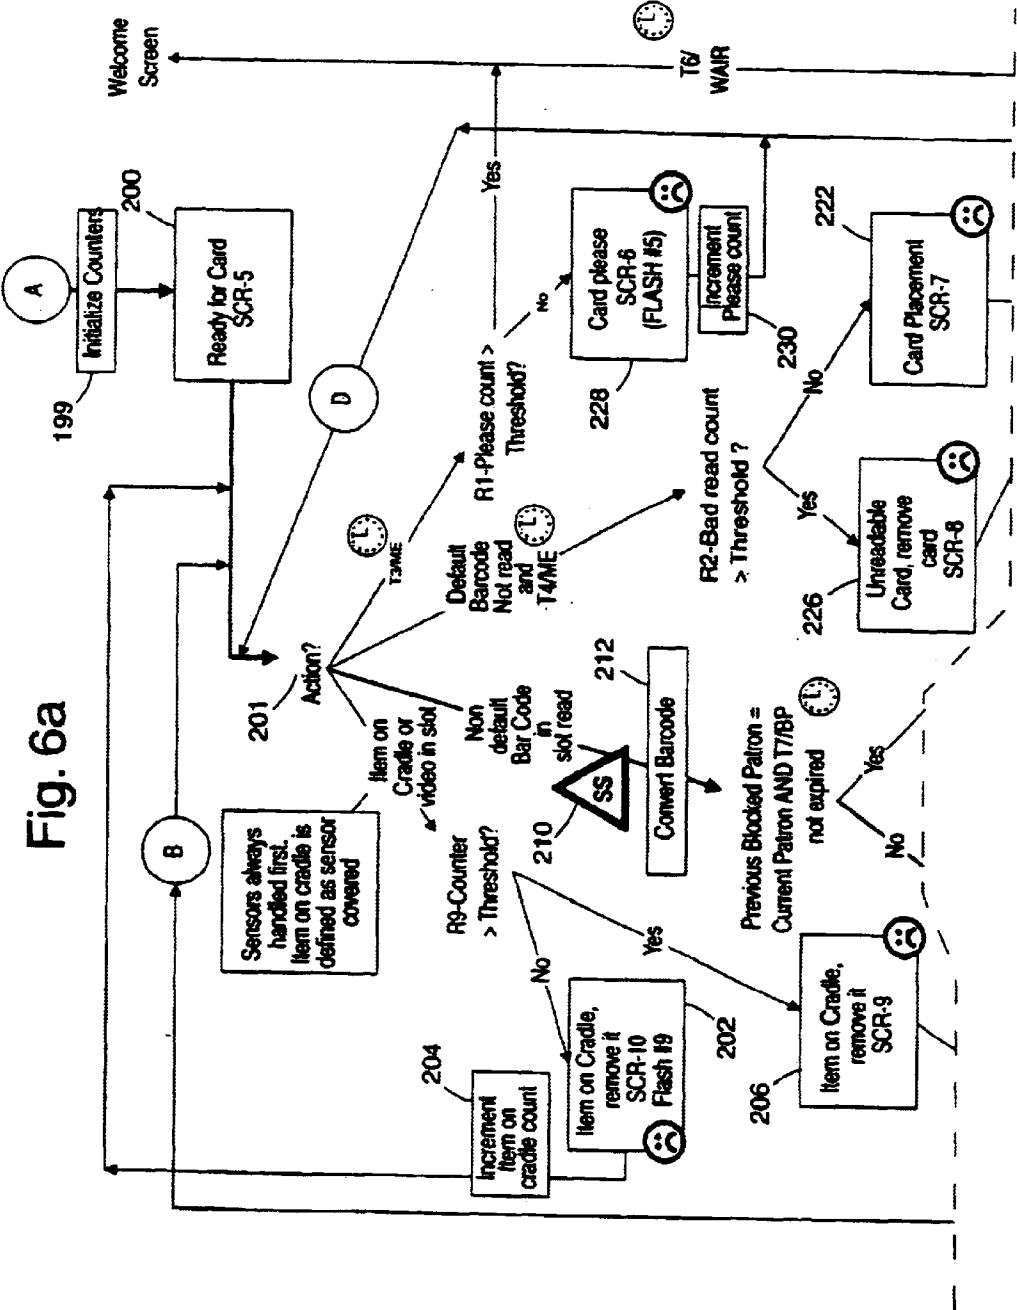 Fig. 6a
A
199
Initialize Counters
200
Ready for Card
SCR-5
Welcome
Screen
B
D
Sensors always
handled first.
Item on cradle is
defined as sensor
covered
201
Action?
Item on
Cradle or
video in slot
Non
default
Bar Code
in
slot read
Default
Barcode
Not read
and
T4/ME
T3/ME
R1-Please count >
Threshold?
Yes
No
T6/
WAIR
204
Increment
Item on
cradle count
R9-Counter
> Threshold?
No
Yes
Item on Cradle,
remove it
SCR-10
Flash #9
202
210
SS
212
Convert Barcode
228
Card please
SCR-6
(FLASH #5)
Increment
Please count
230
R2-Bad read count
> Threshold ?
Yes
No
206
Item on Cradle,
remove it
SCR-9
Previous Blocked Patron =
Current Patron AND T7/BP
not expired
No
Yes
226
Unreadable
Card, remove
card
SCR-8
222
Card Placement
SCR-7